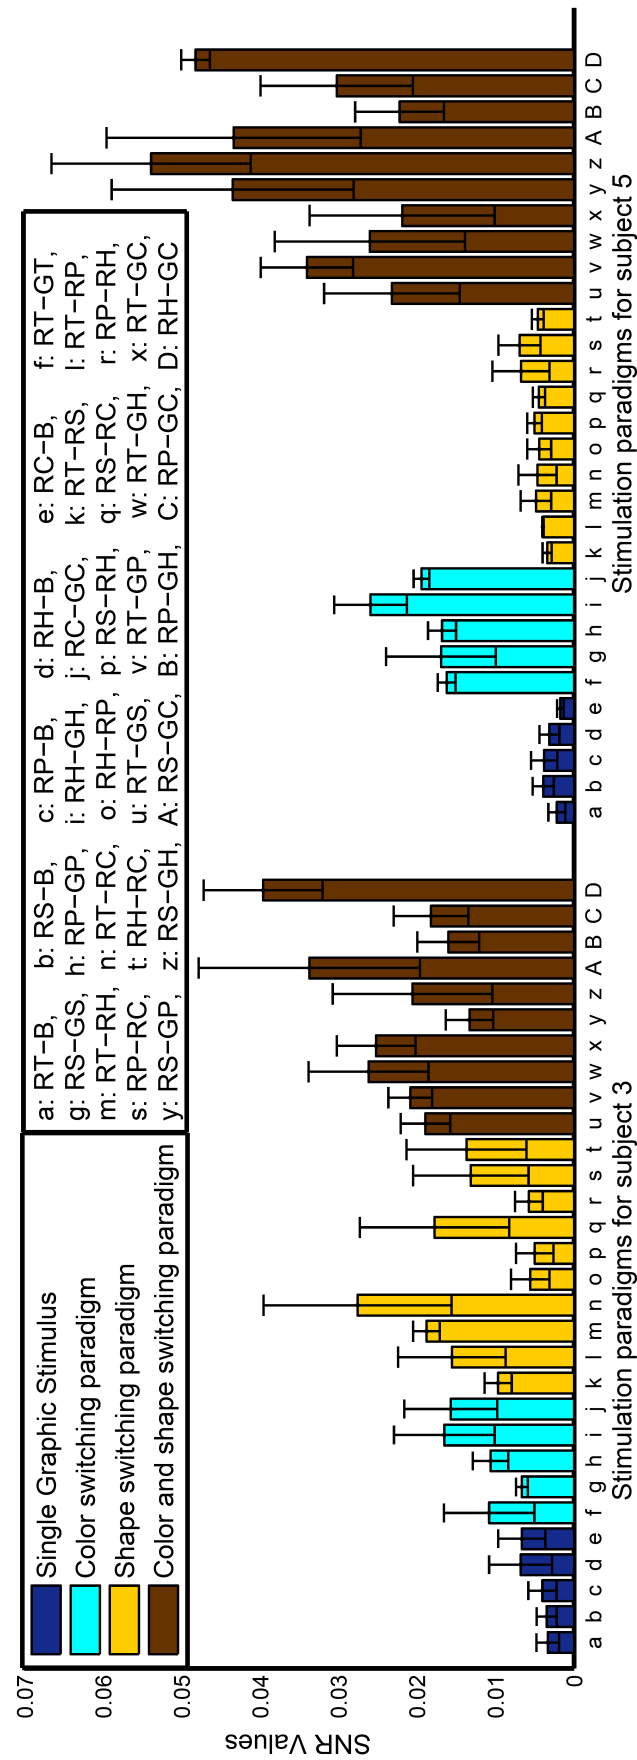 0.07
0.06
0.05
0.04
0.03
0.02
0.01
0
SNR Values
Single Graphic Stimulus
Color switching paradigm
Shape switching paradigm
Color and shape switching paradigm
a: RT−B, b: RS−B, c: RP−B, d: RH−B, e: RC−B, f: RT−GT,
g: RS−GS, h: RP−GP, i: RH−GH, j: RC−GC, k: RT−RS, l: RT−RP,
m: RT−RH, n: RT−RC, o: RH−RP, p: RS−RH, q: RS−RC, r: RP−RH,
s: RP−RC, t: RH−RC, u: RT−GS, v: RT−GP, w: RT−GH, x: RT−GC,
y: RS−GP, z: RS−GH, A: RS−GC, B: RP−GH, C: RP−GC, D: RH−GC
a b c d e f g h i j k l m n o p q r s t u v w x y z A B C D a b c d e f g h i j k l m n o p q r s t u v w x y z A B C D
Stimulation paradigms for subject 3 Stimulation paradigms for subject 5